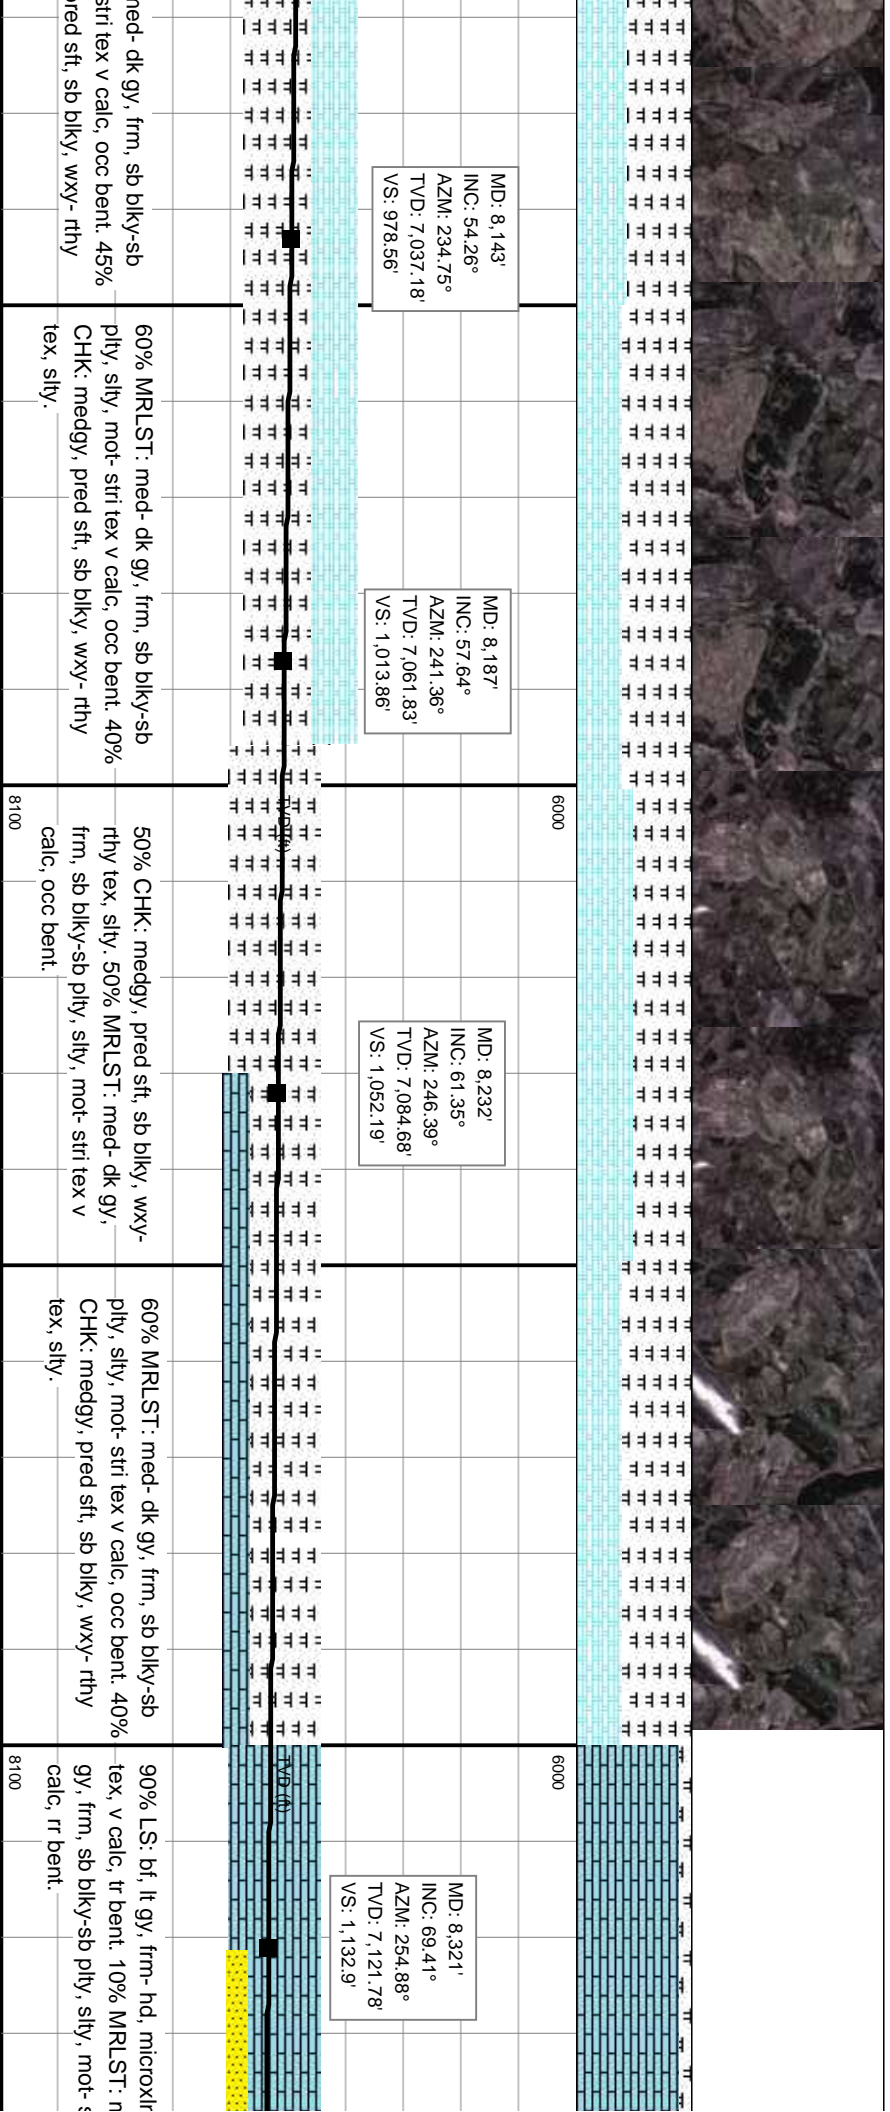 med- dk gy, frm, sb blky-sb
stri tex v calc, occ bent. 45%
pred sft, sb blky, wxy- rthy
MD: 8,143'
INC: 54.26°
AZM: 234.75°
TVD: 7,037.18'
VS: 978.56'
60% MRLST: med- dk gy, frm, sb blky-sb
plty, slty, mot- stri tex v calc, occ bent. 40%
CHK: medgy, pred sft, sb blky, wxy- rthy
tex, slty.
MD: 8,187'
INC: 57.64°
AZM: 241.36°
TVD: 7,061.83'
VS: 1,013.86'
6000
TVD (ft)
8100
50% CHK: medgy, pred sft, sb blky, wxy-
rthy tex, slty. 50% MRLST: med- dk gy,
frm, sb blky-sb plty, slty, mot- stri tex v
calc, occ bent.
MD: 8,232'
INC: 61.35°
AZM: 246.39°
TVD: 7,084.68'
VS: 1,052.19'
60% MRLST: med- dk gy, frm, sb blky-sb
plty, slty, mot- stri tex v calc, occ bent. 40%
CHK: medgy, pred sft, sb blky, wxy- rthy
tex, slty.
6000
TVD (ft)
8100
90% LS: bf, lt gy, frm- hd, microxln
tex, v calc, tr bent. 10% MRLST:
gy, frm, sb blky-sb plty, slty, mot-
calc, rr bent.
MD: 8,321'
INC: 69.41°
AZM: 254.88°
TVD: 7,121.78'
VS: 1,132.9'